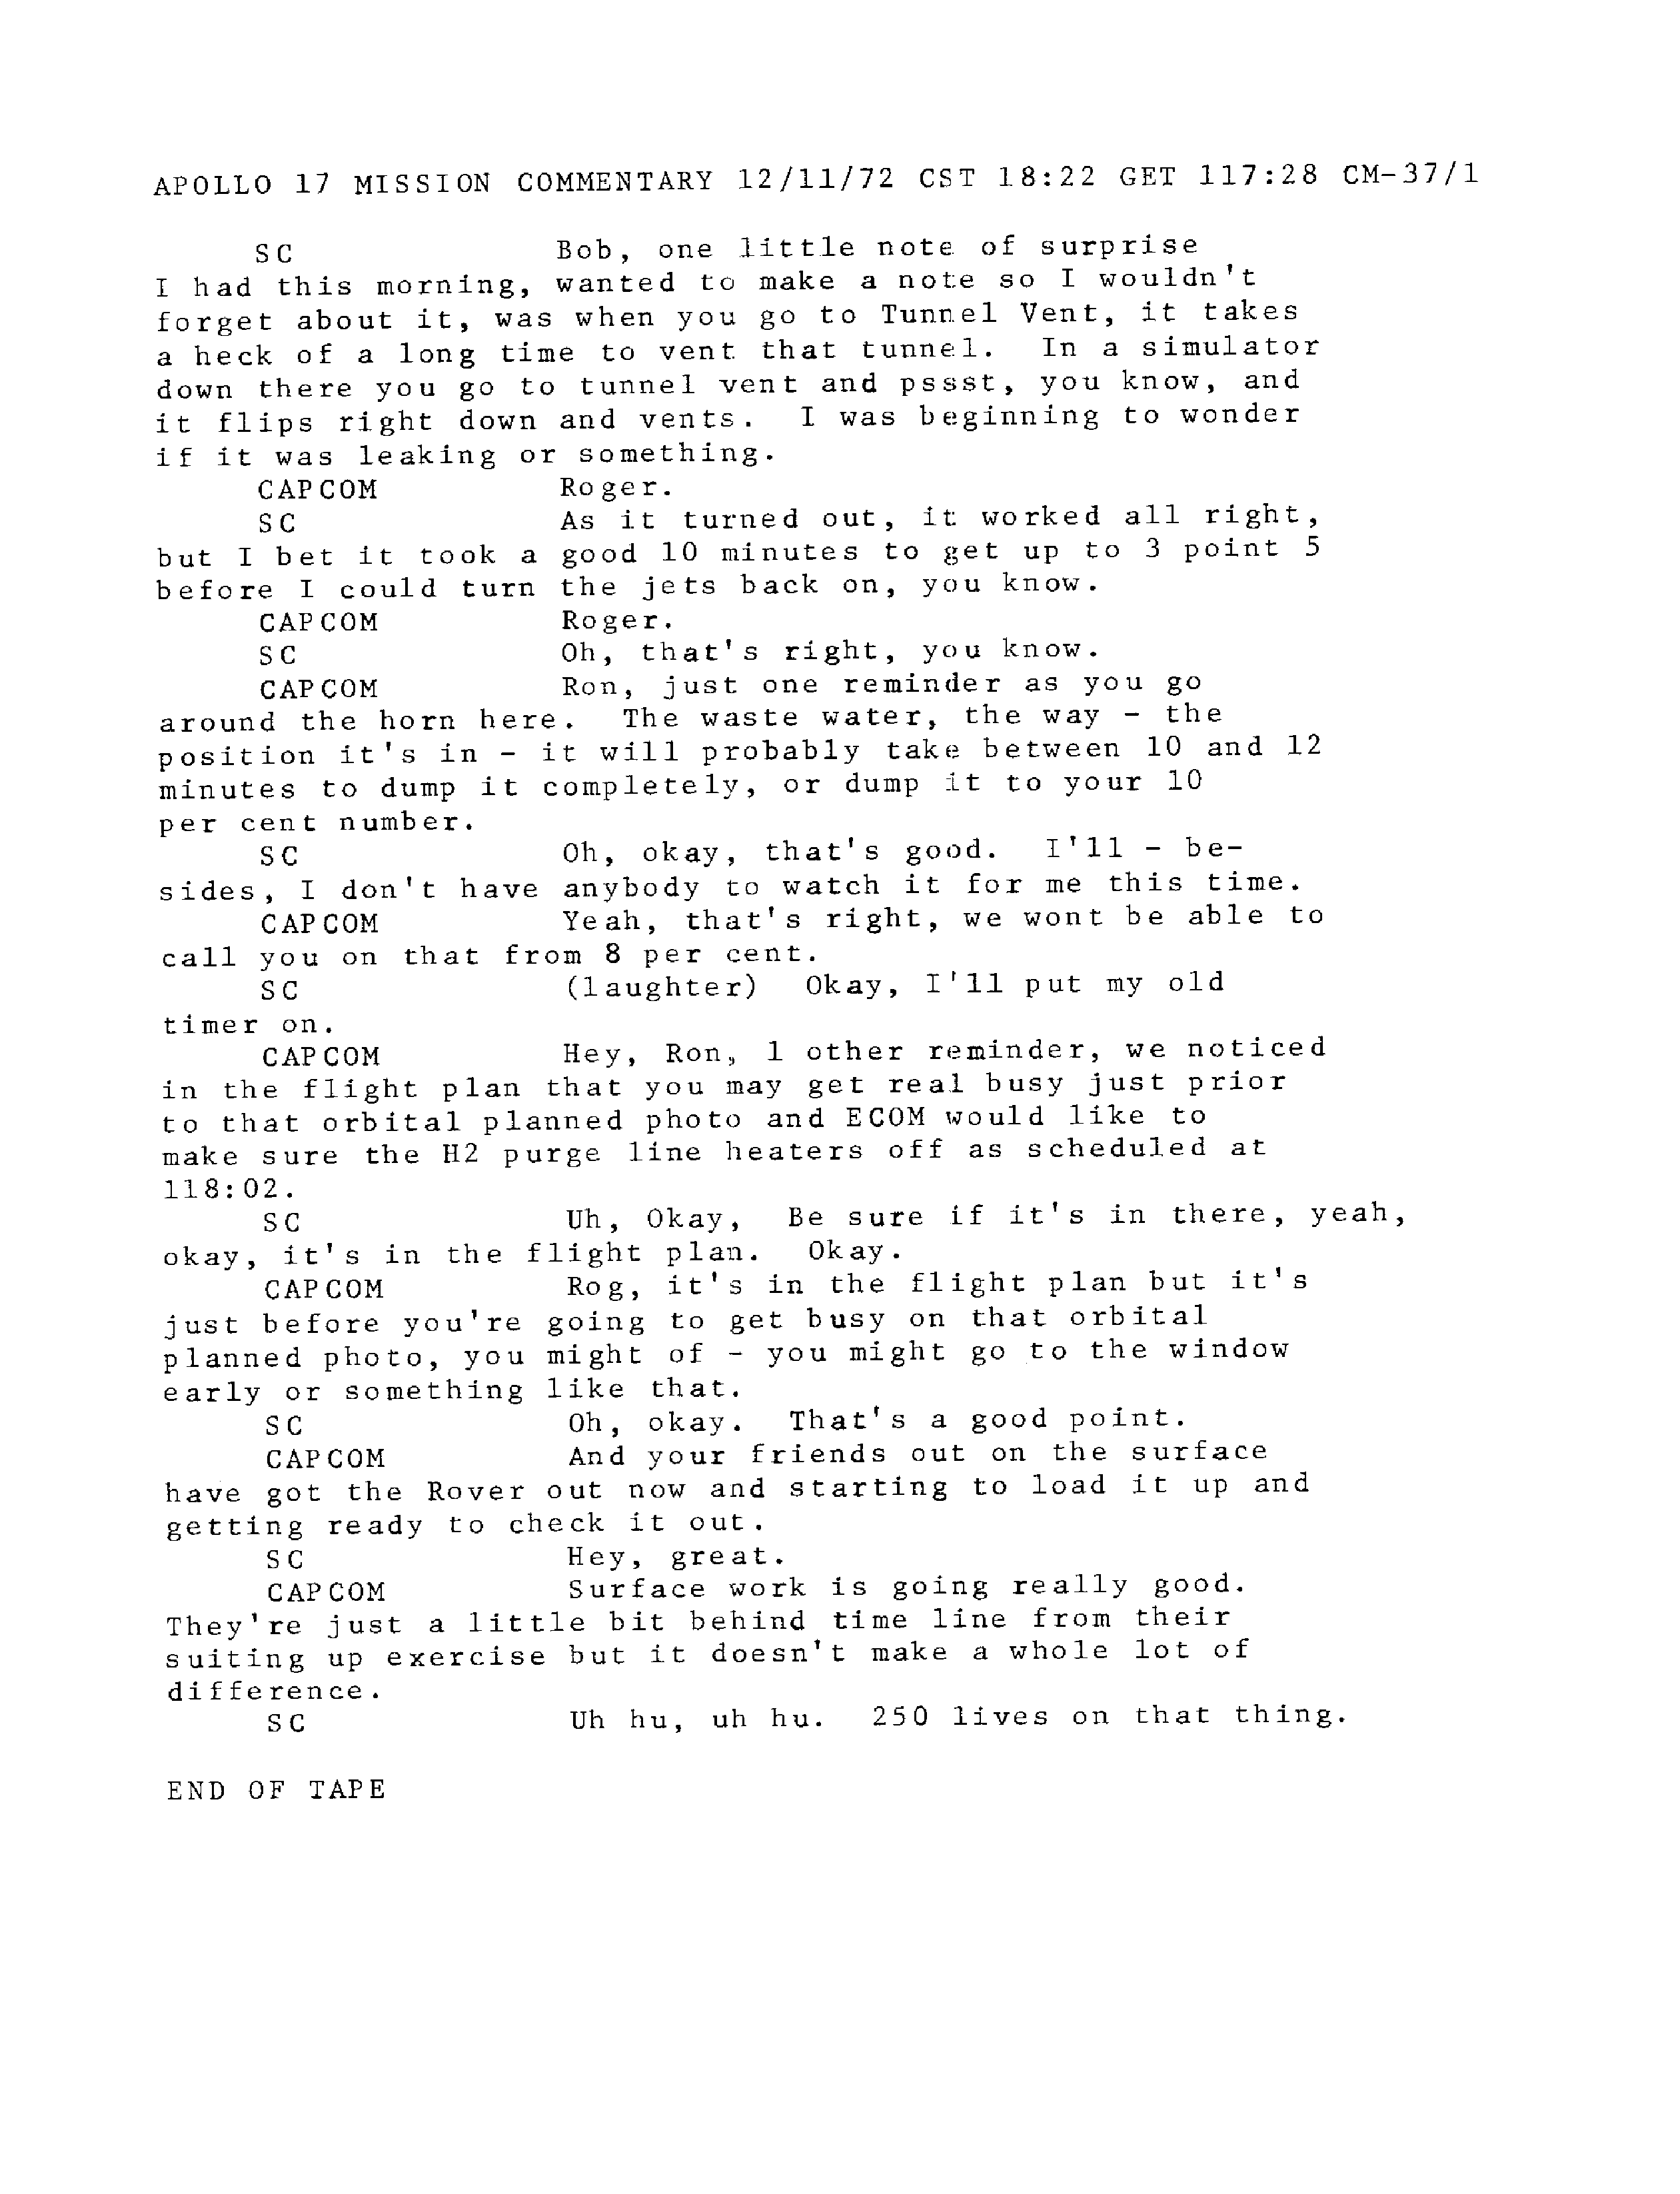 APOLLO 17 MISSION COMMENTARY 12/11/72 CST 18:22 GET 117:28 CM-37/1
SC Bob, one little note of surprise
I had this morning, wanted to make a note so I wouldn't
forget about it, was when you go to Tunnel Vent, it takes
a heck of a long time to vent that tunnel. In a simulator
down there you go to tunnel vent and pssst, you know, and
it flips right down and vents. I was beginning to wonder
if it was leaking or something.
CAPCOM Roger.
SC As it turned out, it worked all right,
but I bet it took a good 10 minutes to get up to 3 point 5
before I could turn the jets back on, you know.
CAPCOM Roger.
SC Oh, that's right, you know.
CAPCOM Ron, just one reminder as you go
around the horn here. The waste water, the way - the
position it's in - it will probably take between 10 and 12
minutes to dump it completely, or dump it to your 10
per cent number.
SC Oh, okay, that's good. I'll - be-
sides, I don't have anybody to watch it for me this time.
CAPCOM Yeah, that's right, we wont be able to
call you on that from 8 per cent.
SC (laughter) Okay, I'll put my old
timer on.
CAPCOM Hey, Ron, 1 other reminder, we noticed
in the flight plan that you may get real busy just prior
to that orbital planned photo and ECOM would like to
make sure the H2 purge line heaters off as scheduled at
118:02.
SC Uh, Okay, Be sure if it's in there, yeah,
okay, it's in the flight plan. Okay.
CAPCOM Rog, it's in the flight plan but it's
just before you're going to get busy on that orbital
planned photo, you might of - you might go to the window
early or something like that.
SC Oh, okay. That's a good point.
CAPCOM And your friends out on the surface
have got the Rover out now and starting to load it up and
getting ready to check it out.
SC Hey, great.
CAPCOM Surface work is going really good.
They're just a little bit behind time line from their
suiting up exercise but it doesn't make a whole lot of
difference.
SC Uh hu, uh hu. 250 lives on that thing.
END OF TAPE